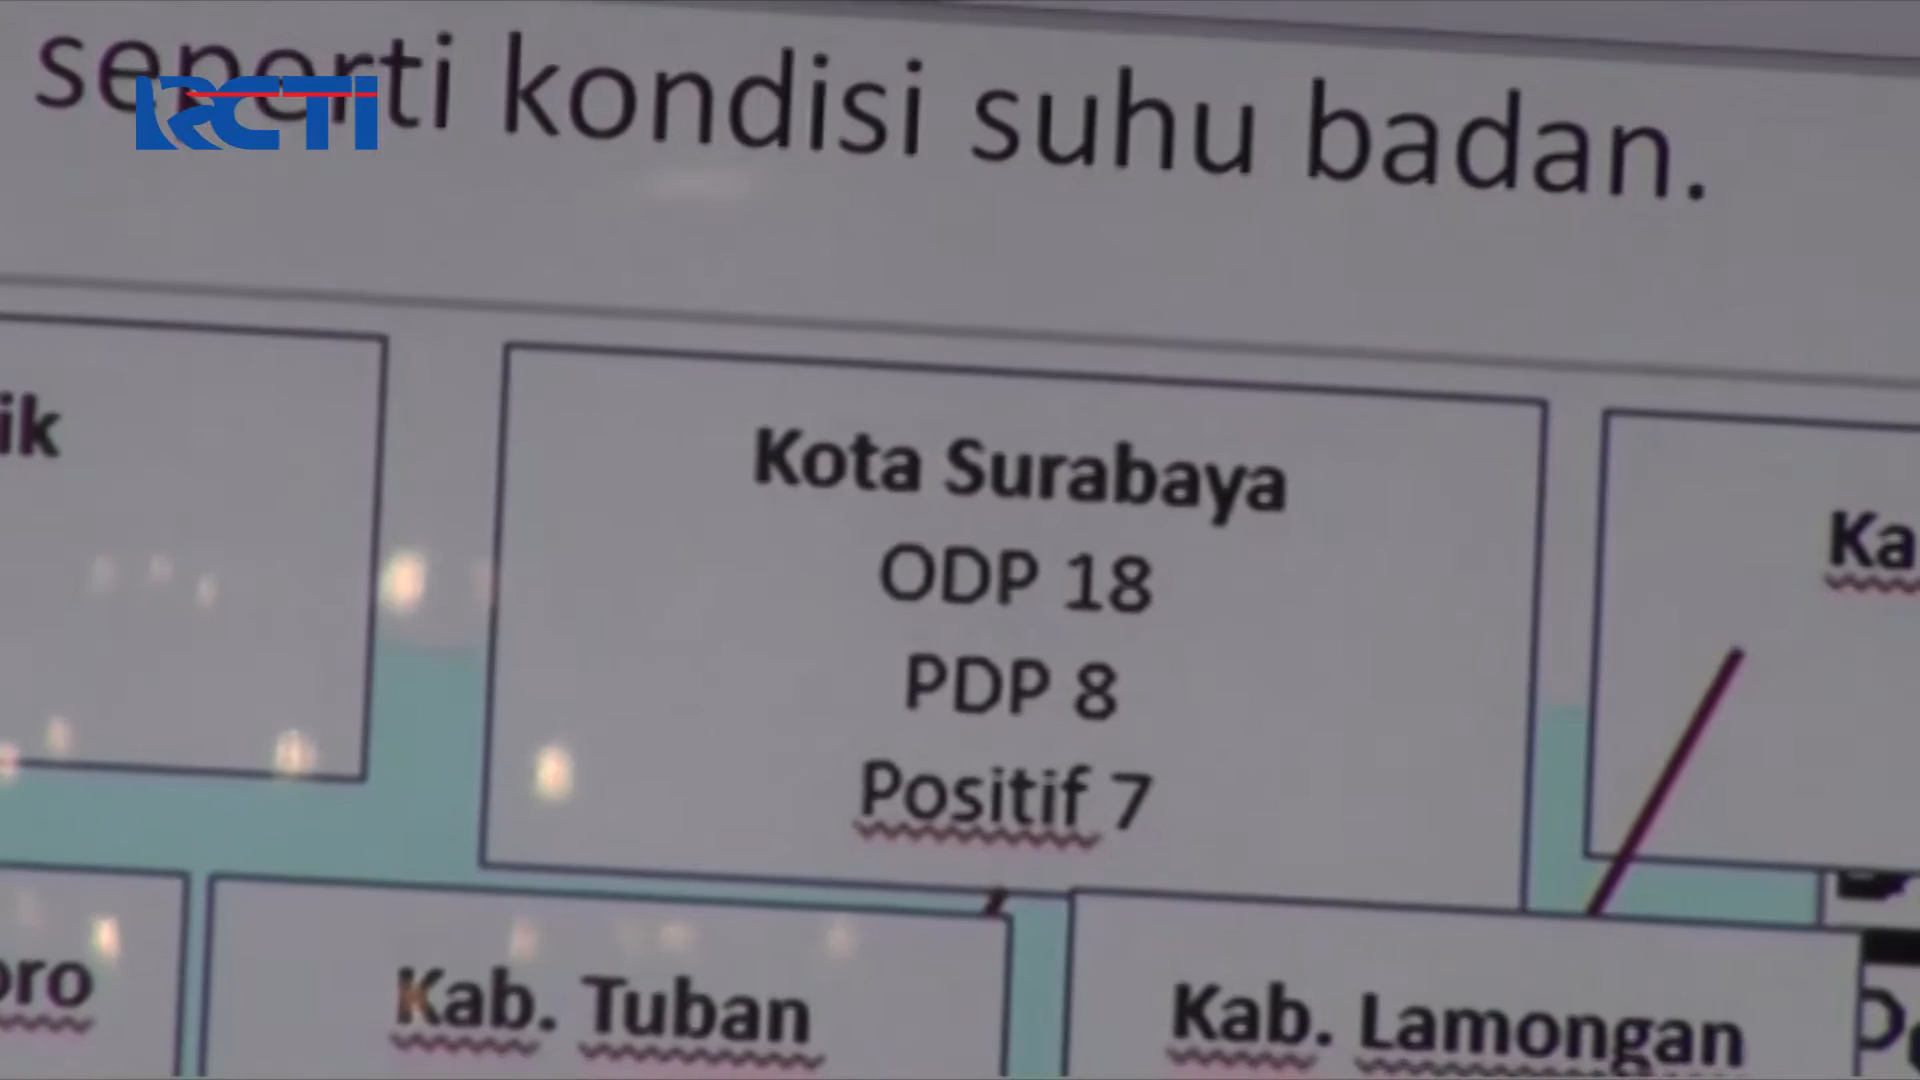 seperti kondisi suhu badan.
RCTI
ik
Kota Surabaya
ODP 18
PDP 8
Positif 7
Ka
oro
Kab. Tuban
Kab. Lamongan